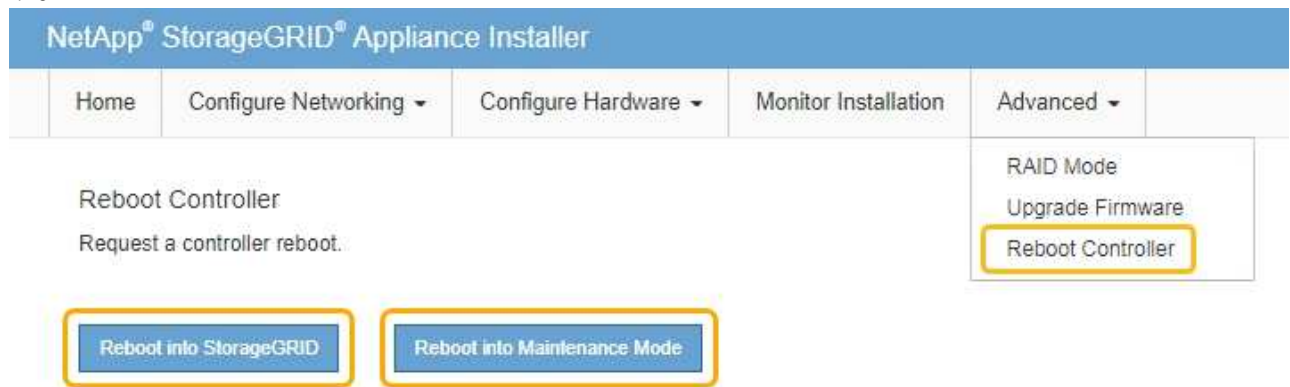 NetApp® StorageGRID® Appliance Installer
Home Configure Networking Configure Hardware Monitor Installation Advanced
RAID Mode
Upgrade Firmware
Reboot Controller
Reboot Controller
Request a controller reboot.
Reboot into StorageGRID Reboot into Maintenance Mode